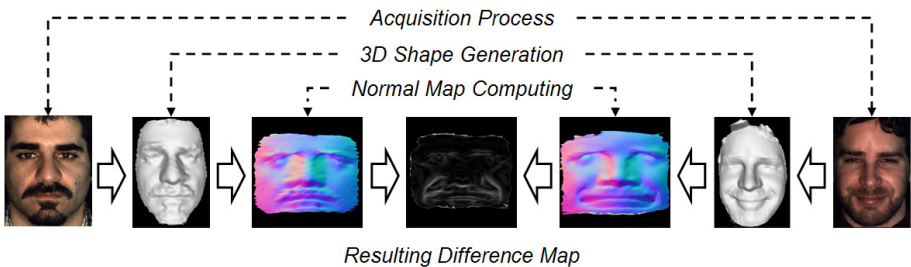 Acquisition Process
3D Shape Generation
Normal Map Computing
Resulting Difference Map